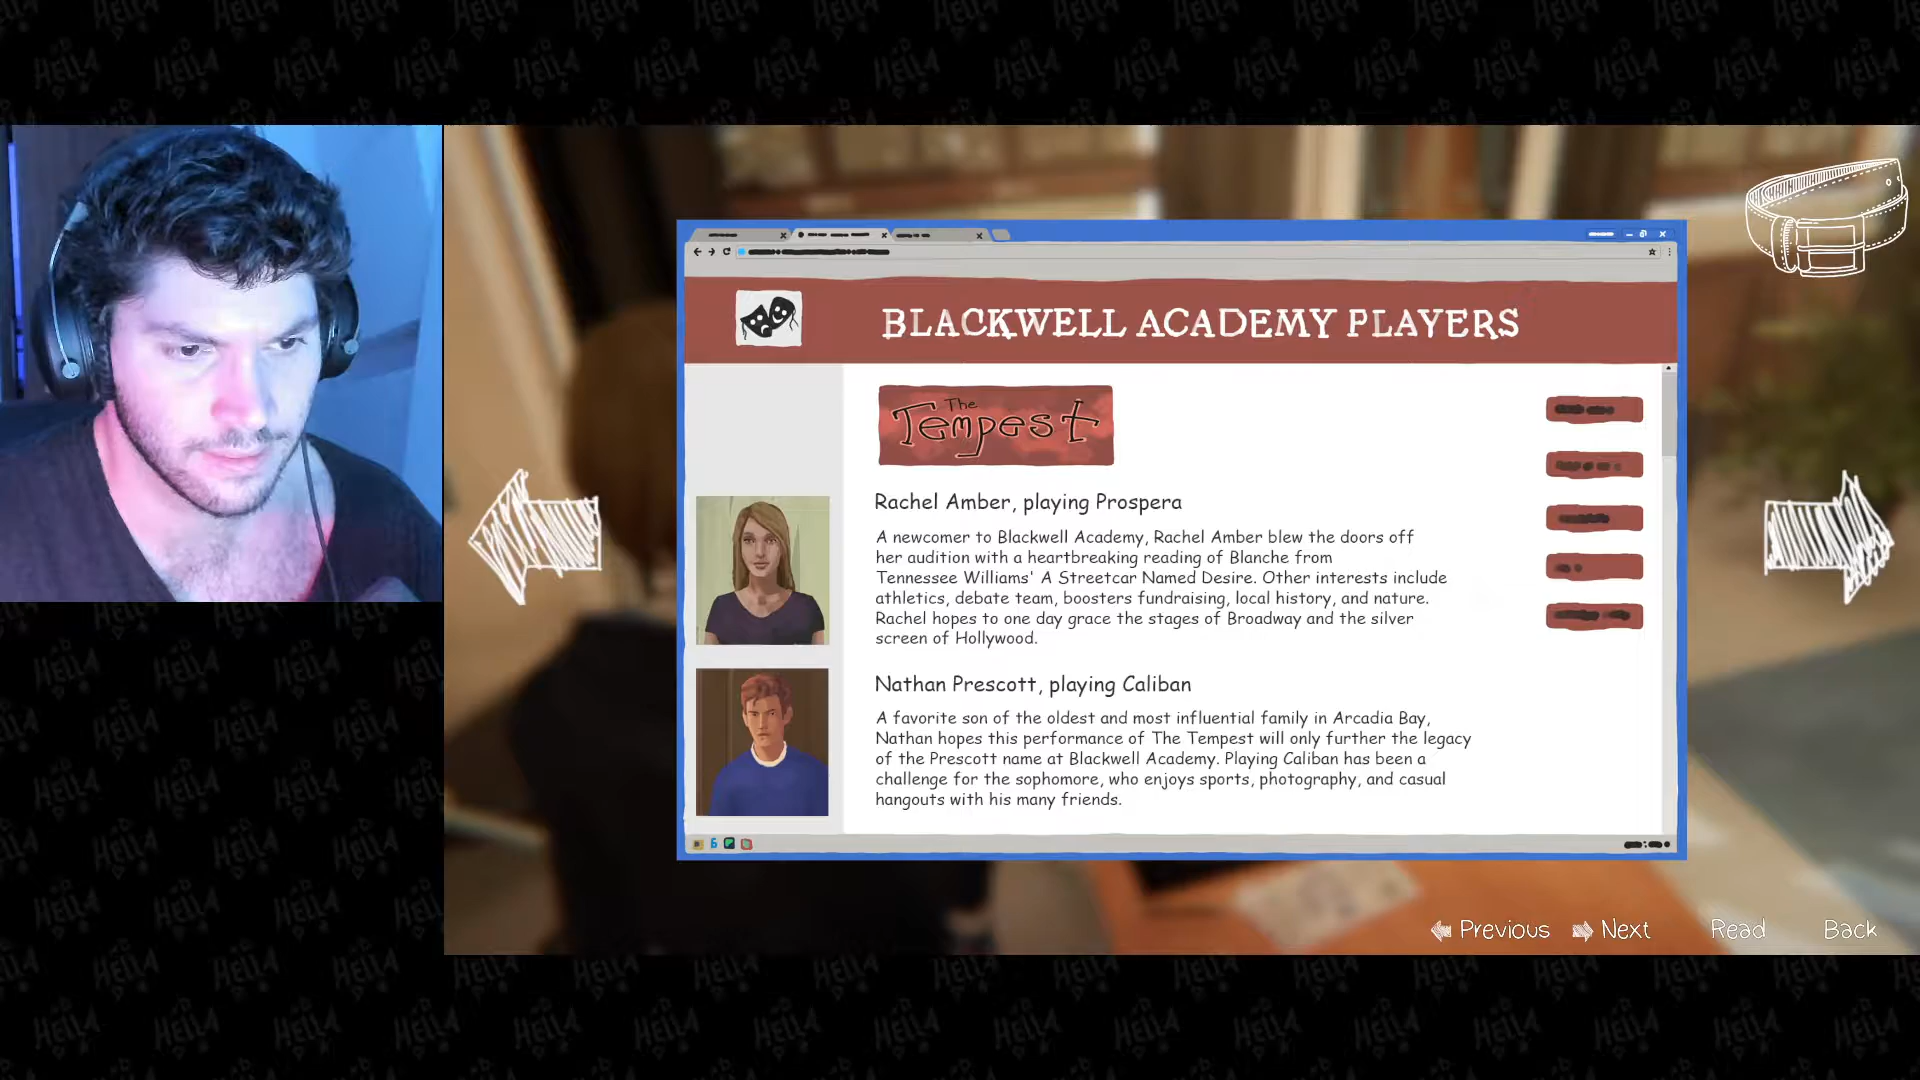 BLACKWELL ACADEMY PLAYERS
The
Tempest
Rachel Amber, playing Prospera
A newcomer to Blackwell Academy, Rachel Amber blew the doors off
her audition with a heartbreaking reading of Blanche from
Tennessee Williams' A Streetcar Named Desire. Other interests include
athletics, debate team, boosters fundraising, local history, and nature.
Rachel hopes to one day grace the stages of Broadway and the silver
screen of Hollywood.
Nathan Prescott, playing Caliban
A favorite son of the oldest and most influential family in Arcadia Bay,
Nathan hopes this performance of The Tempest will only further the legacy
of the Prescott name at Blackwell Academy. Playing Caliban has been a
challenge for the sophomore, who enjoys sports, photography, and casual
hangouts with his many friends.
Previous Next Read Back